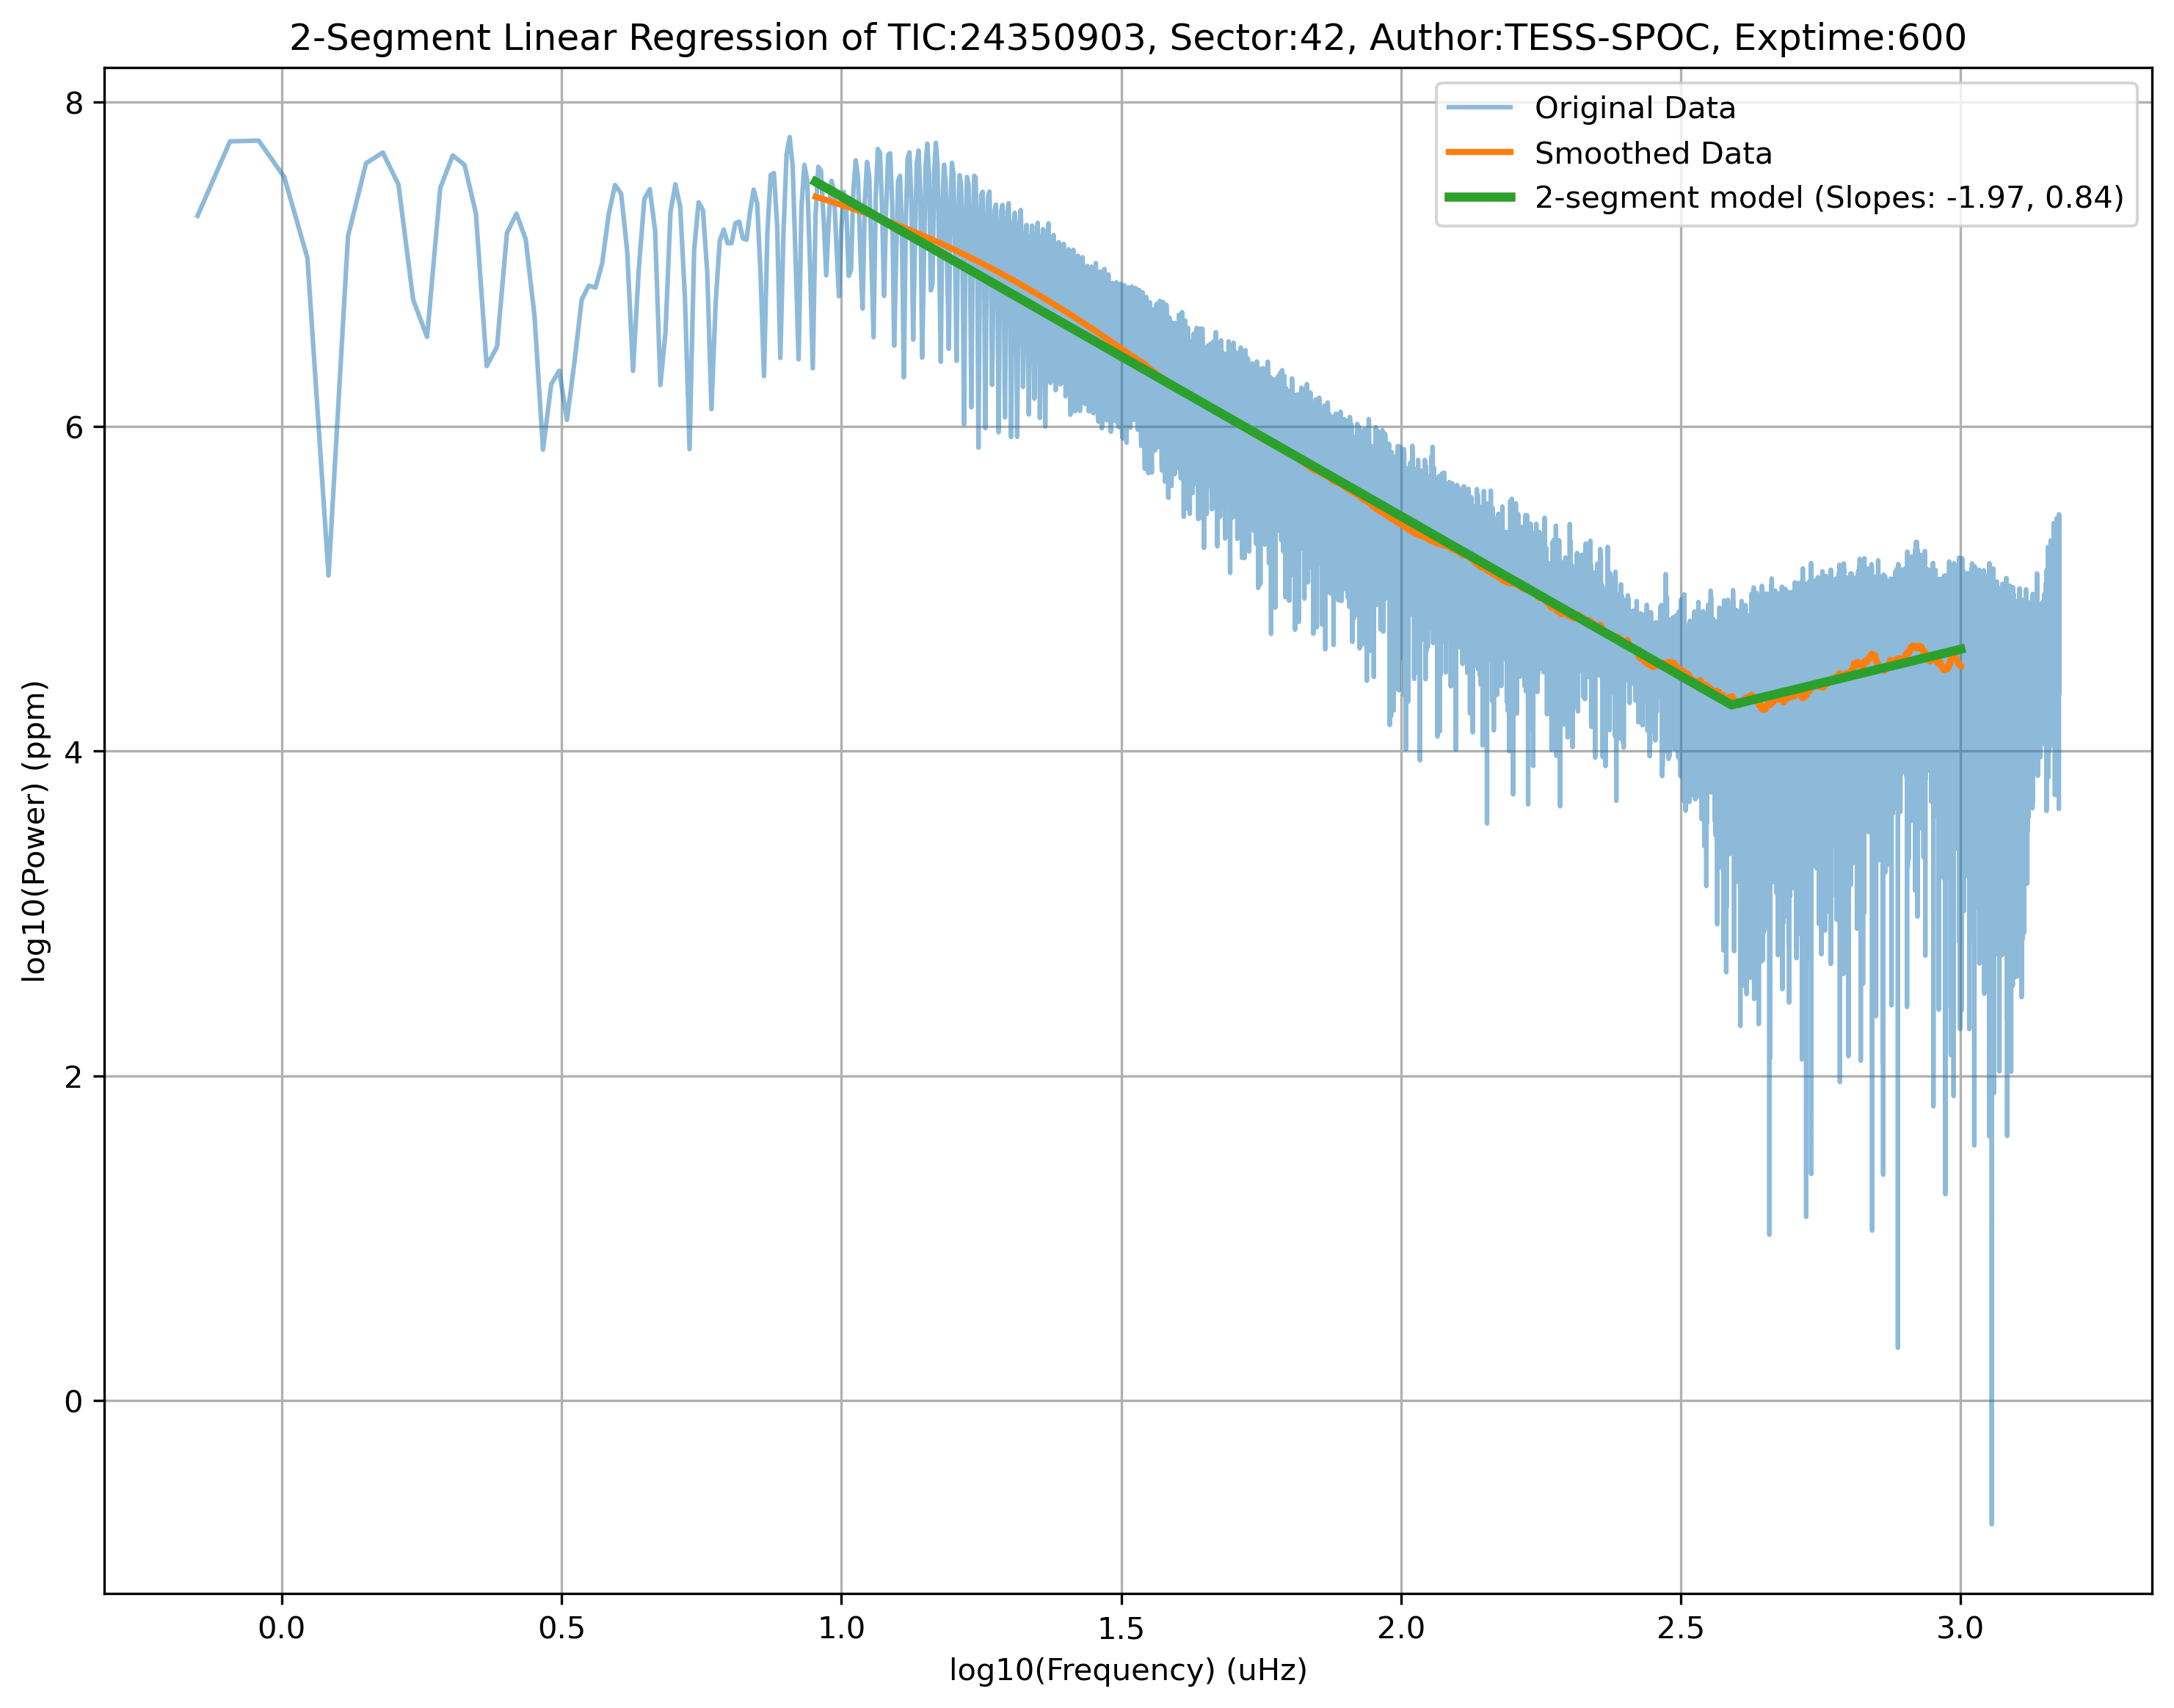 2-Segment Linear Regression of TIC:24350903, Sector:42, Author:TESS-SPOC, Exptime:600
Original Data
Smoothed Data
2-segment model (Slopes: -1.97, 0.84)
log10(Power) (ppm)
8
6
4
2
0
0.0 0.5 1.0 1.5 2.0 2.5 3.0
log10(Frequency) (uHz)